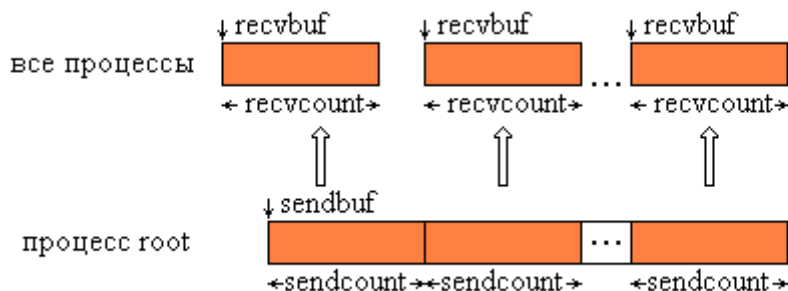 ↓recvbuf ↓recvbuf ↓recvbuf
все процессы
...
← recvcount → ← recvcount → ← recvcount →
↓sendbuf
процесс root ...
←sendcount→ ←sendcount→ ←sendcount→